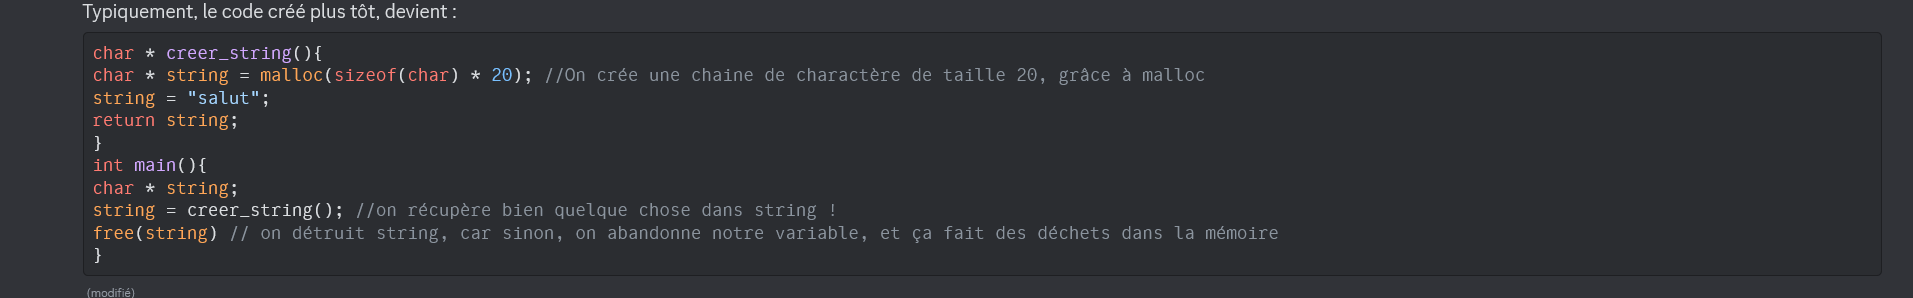 Typiquement, le code créé plus tôt, devient :
char * creer_string(){
char * string = malloc(sizeof(char) * 20); //On crée une chaine de charactère de taille 20, grâce à malloc
string = "salut";
return string;
}
int main(){
char * string;
string = creer_string(); //on récupère bien quelque chose dans string !
free(string) // on détruit string, car sinon, on abandonne notre variable, et ça fait des déchets dans la mémoire
}
(modifié)